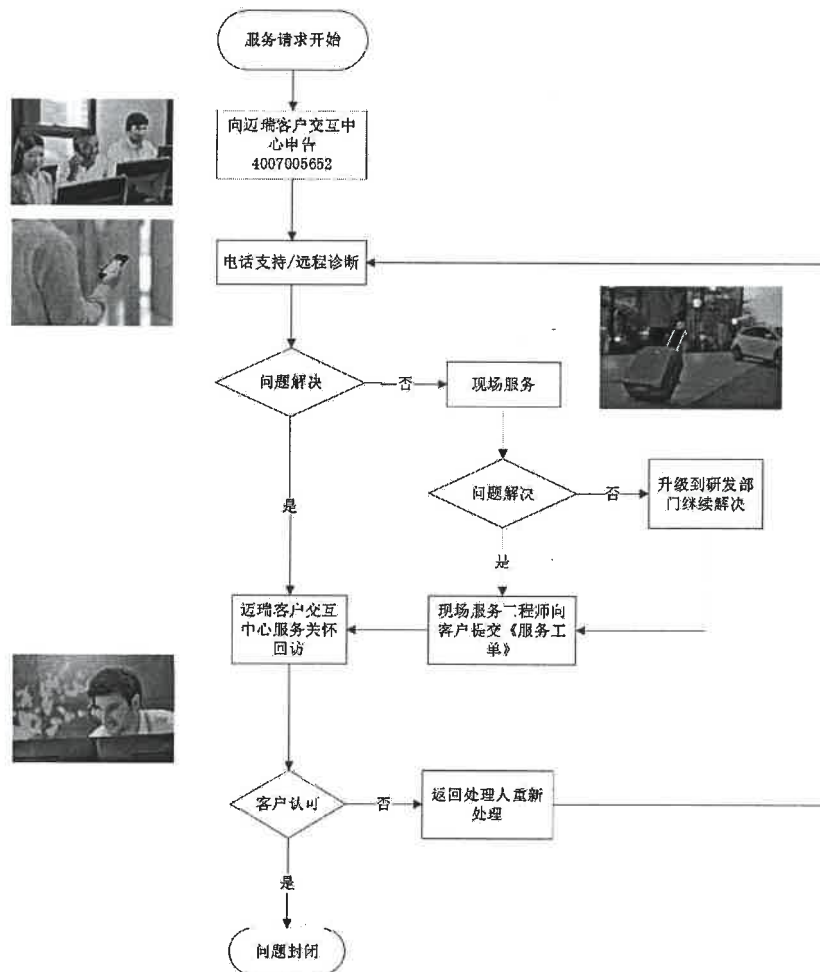 服务请求开始
向迈瑞客户交互中
心申告
4007005652
电话支持/远程诊断
问题解决
否
现场服务
问题解决
否
升级到研发部
门继续解决
是
是
迈瑞客户交互
中心服务关怀
回访
现场服务工程师向
客户提交《服务工
单》
客户认可
否
返回处理人重新
处理
是
问题封闭